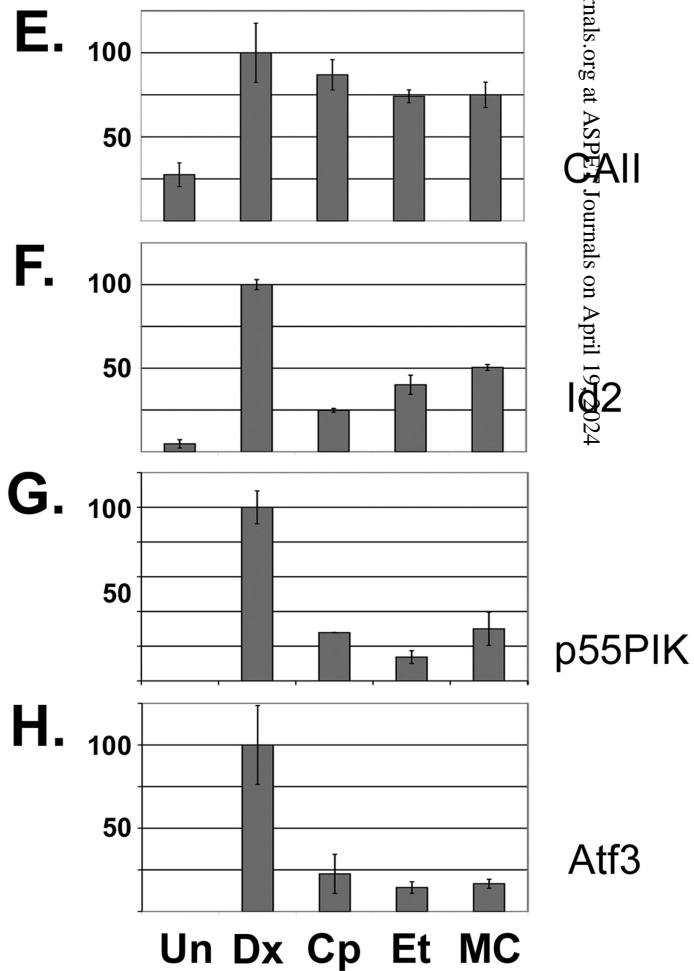 E.
100
50
CAII
F.
100
50
Id2
G.
100
50
p55PIK
H.
100
50
Atf3
Un Dx Cp Et MC
rnals.org at ASPET Journals on April 19, 2024